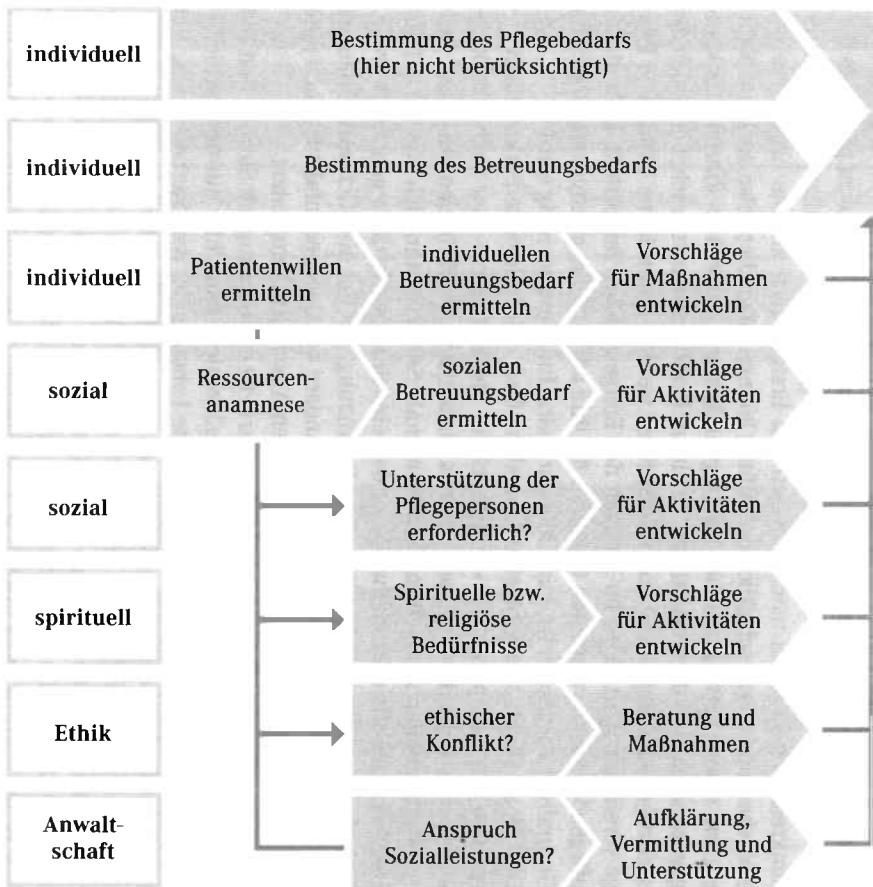 individuell
Bestimmung des Pflegebedarfs
(hier nicht berücksichtigt)
individuell
Bestimmung des Betreuungsbedarfs
individuell
Patientenwillen
ermitteln
individuellen
Betreuungsbedarf
ermitteln
Vorschläge
für Maßnahmen
entwickeln
sozial
Ressourcen-
anamnese
sozialen
Betreuungsbedarf
ermitteln
Vorschläge
für Aktivitäten
entwickeln
sozial
Unterstützung der
Pflegepersonen
erforderlich?
Vorschläge
für Aktivitäten
entwickeln
spirituell
Spirituelle bzw.
religiöse
Bedürfnisse
Vorschläge
für Aktivitäten
entwickeln
Ethik
ethischer
Konflikt?
Beratung und
Maßnahmen
Anwalt-
schaft
Anspruch
Sozialleistungen?
Aufklärung,
Vermittlung und
Unterstützung